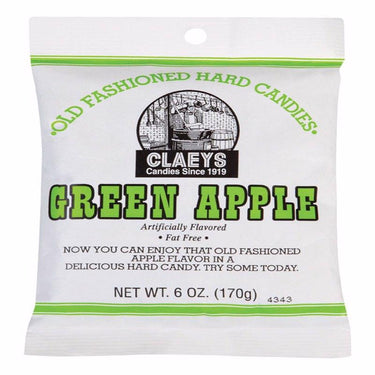 "OLD FASHIONED HARD CANDIES"
CLAEYS
Candies Since 1919
GREEN APPLE
Artificially Flavored
• Fat Free •
NOW YOU CAN ENJOY THAT OLD FASHIONED
APPLE FLAVOR IN A
DELICIOUS HARD CANDY. TRY SOME TODAY.
NET WT. 6 OZ. (170g)
4343